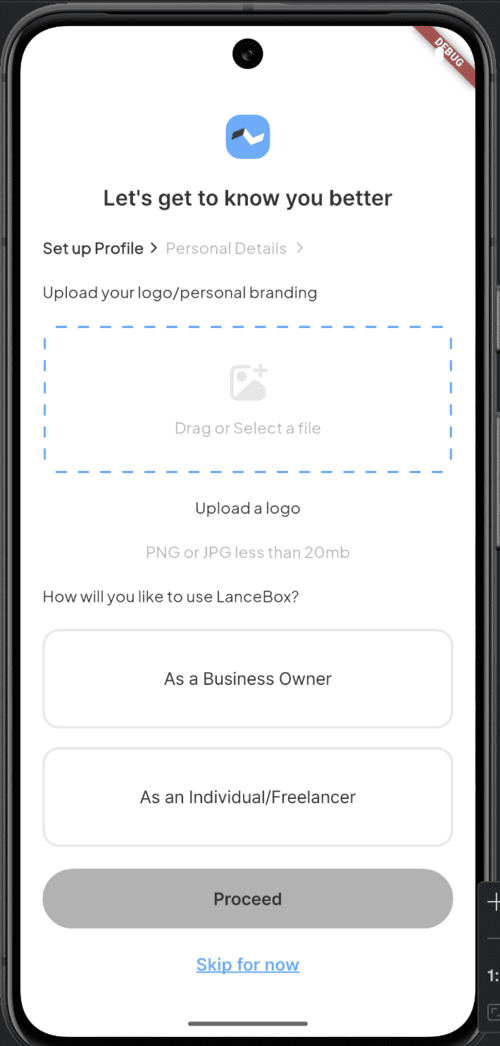 DEBUG
Let's get to know you better
Set up Profile > Personal Details >
Upload your logo/personal branding
Drag or Select a file
Upload a logo
PNG or JPG less than 20mb
How will you like to use LanceBox?
As a Business Owner
As an Individual/Freelancer
Proceed
1:
Skip for now